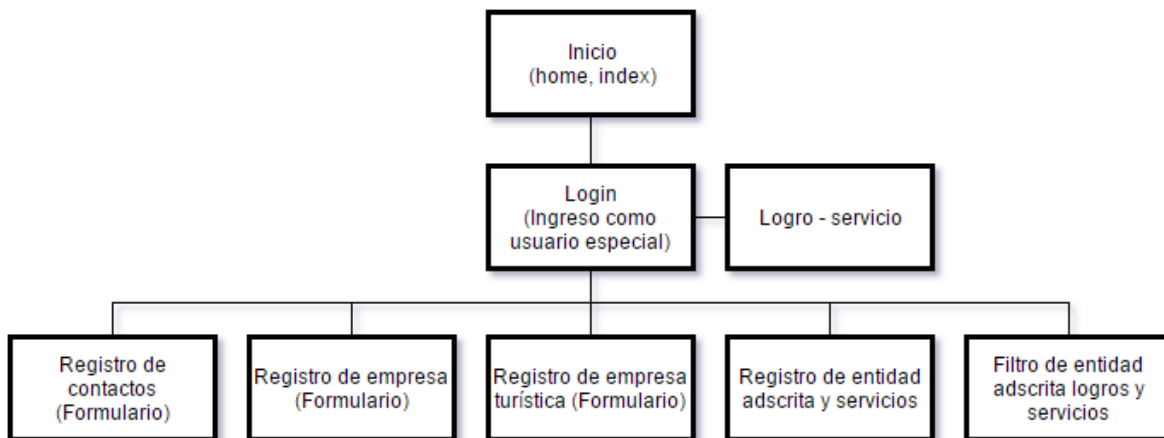 Inicio
(home, index)
Login
(Ingreso como
usuario especial)
Logro - servicio
Registro de
contactos
(Formulario)
Registro de empresa
(Formulario)
Registro de empresa
turística (Formulario)
Registro de entidad
adscrita y servicios
Filtro de entidad
adscrita logros y
servicios